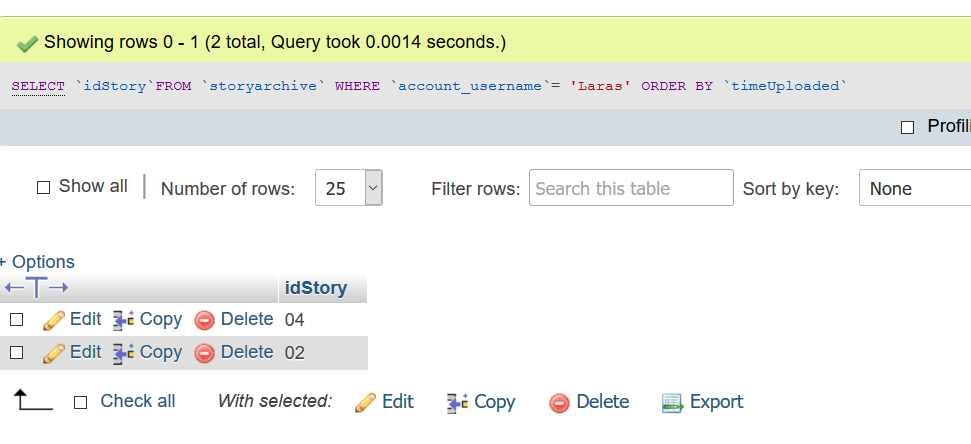 Showing rows 0 - 1 (2 total, Query took 0.0014 seconds.)
SELECT `idStory`FROM `storyarchive` WHERE `account_username`= 'Laras' ORDER BY `timeUploaded`
Profili
Show all Number of rows: 25 Filter rows: Search this table Sort by key: None
+ Options
idStory
Edit Copy Delete 04
Edit Copy Delete 02
Check all With selected: Edit Copy Delete Export